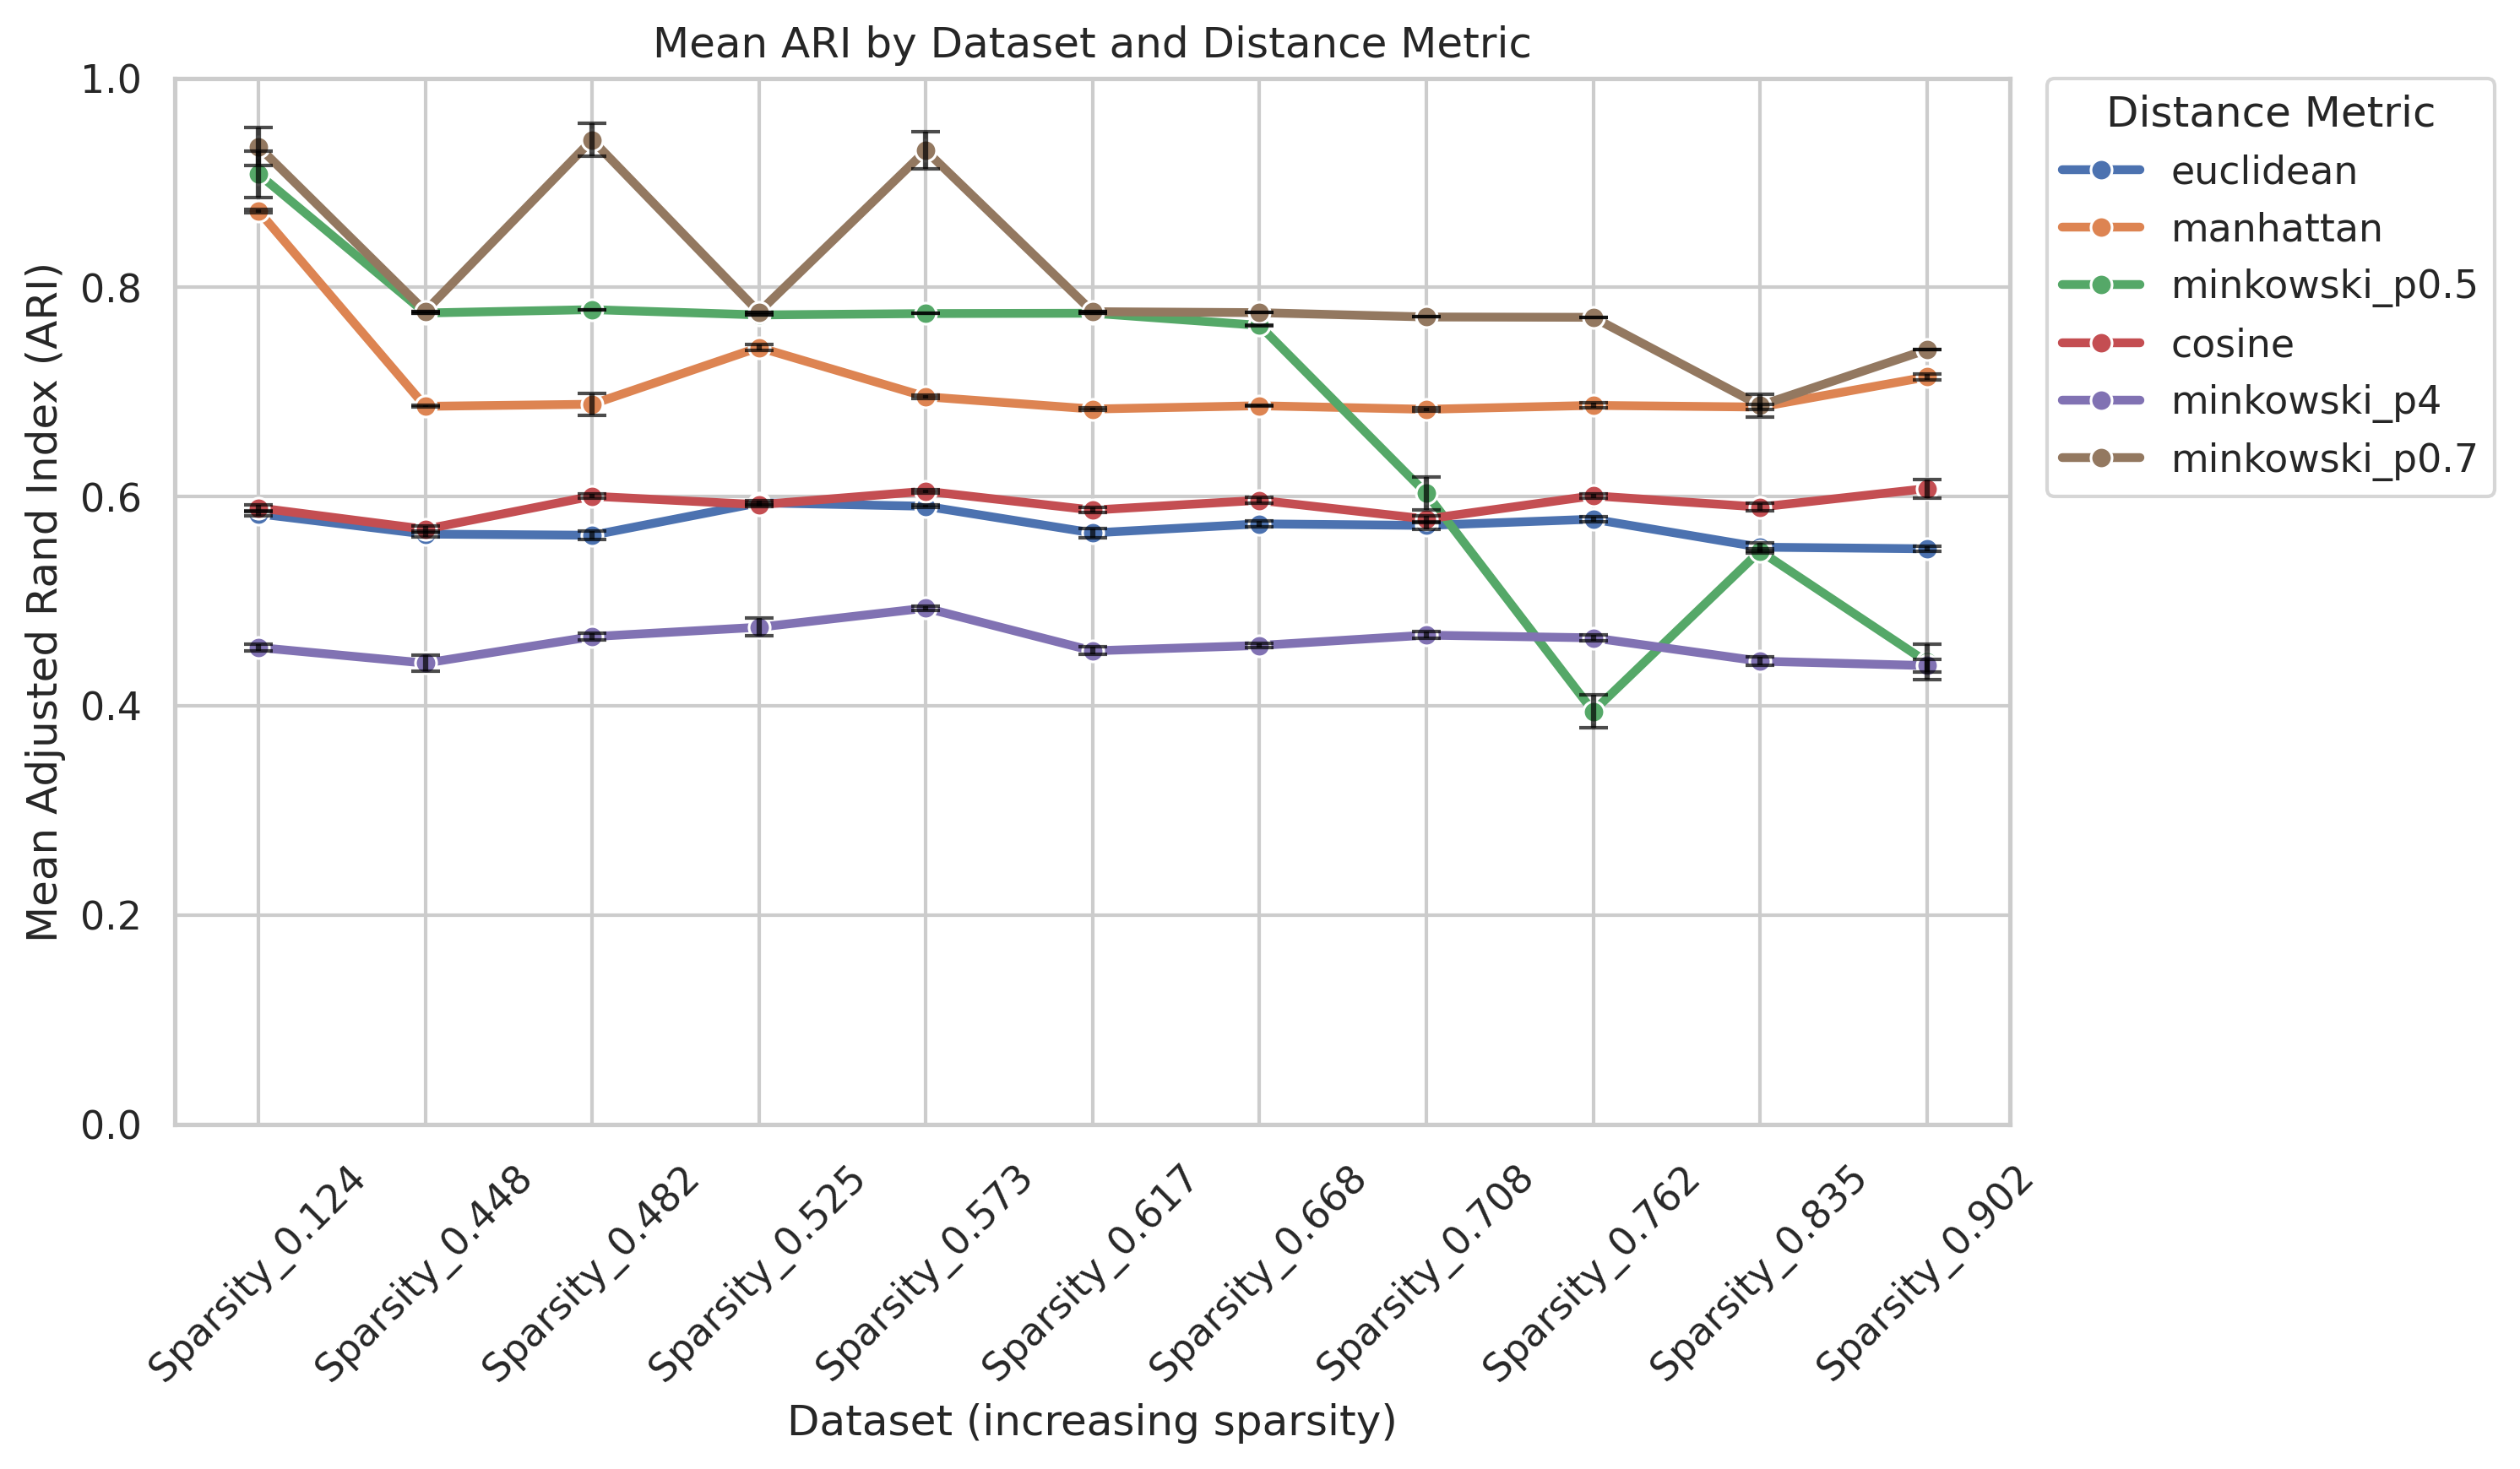 Mean ARI by Dataset and Distance Metric
Mean Adjusted Rand Index (ARI)
1.0
0.8
0.6
0.4
0.2
0.0
Sparsity_0.124
Sparsity_0.448
Sparsity_0.482
Sparsity_0.525
Sparsity_0.573
Sparsity_0.617
Sparsity_0.668
Sparsity_0.708
Sparsity_0.762
Sparsity_0.835
Sparsity_0.902
Dataset (increasing sparsity)
Distance Metric
euclidean
manhattan
minkowski_p0.5
cosine
minkowski_p4
minkowski_p0.7